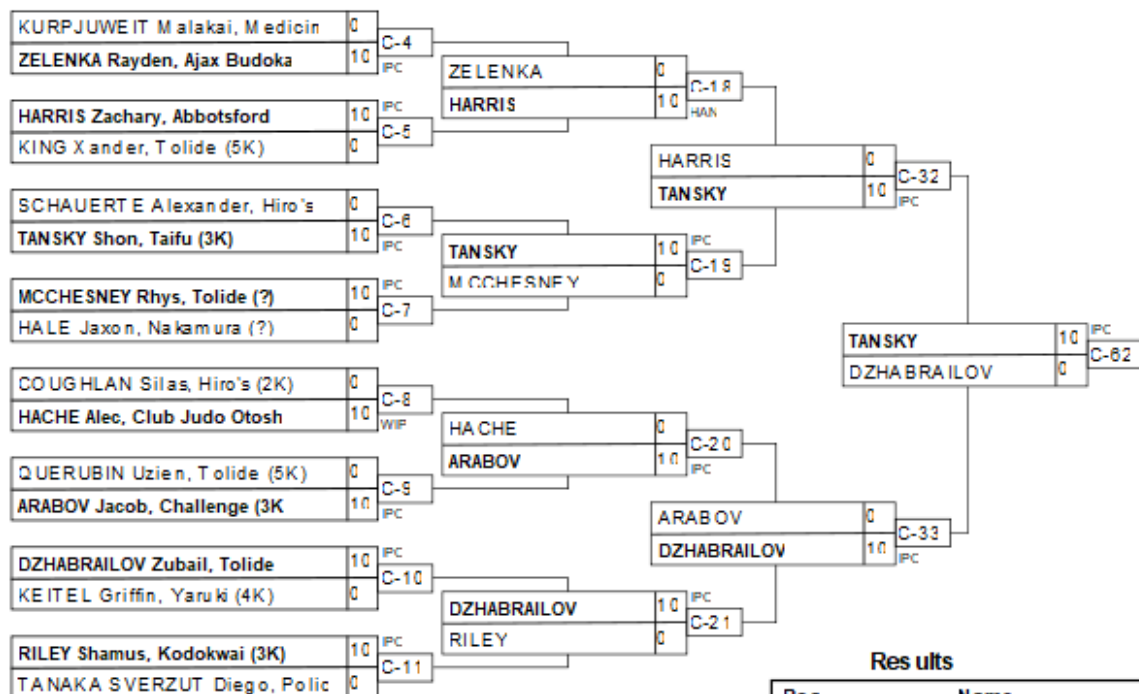 KURPJUWEIT Malakai, Medicin 0
C-4
ZELENKA Rayden, Ajax Budoka 10 IPC
HARRIS Zachary, Abbotsford 10 IPC
C-5
KING Xander, Tolide (5K) 0
SCHAUERTE Alexander, Hiro's 0
C-6
TANSKY Shon, Taifu (3K) 10 IPC
MCCHESNEY Rhys, Tolide (?) 10 IPC
C-7
HALE Jaxon, Nakamura (?) 0
COUGHLAN Silas, Hiro's (2K) 0
C-8
HACHE Alec, Club Judo Otosh 10 WIF
QUERUBIN Uzien, Tolide (5K) 0
C-9
ARABOV Jacob, Challenge (3K 10 IPC
DZHABRAILOV Zubail, Tolide 10 IPC
C-10
KEITEL Griffin, Yaruki (4K) 0
RILEY Shamus, Kodokwai (3K) 10 IPC
C-11
TANAKA SVERZUT Diego, Polic 0
ZELENKA 0
C-18
HARRIS 10 HAN
TANSKY 10 IPC
C-19
MCCHESNEY 0
HACHE 0
C-20
ARABOV 10 IPC
DZHABRAILOV 10 IPC
C-21
RILEY 0
HARRIS 0
C-32
TANSKY 10 IPC
ARABOV 0
C-33
DZHABRAILOV 10 IPC
TANSKY 10 IPC
C-62
DZHABRAILOV 0
Results
Name